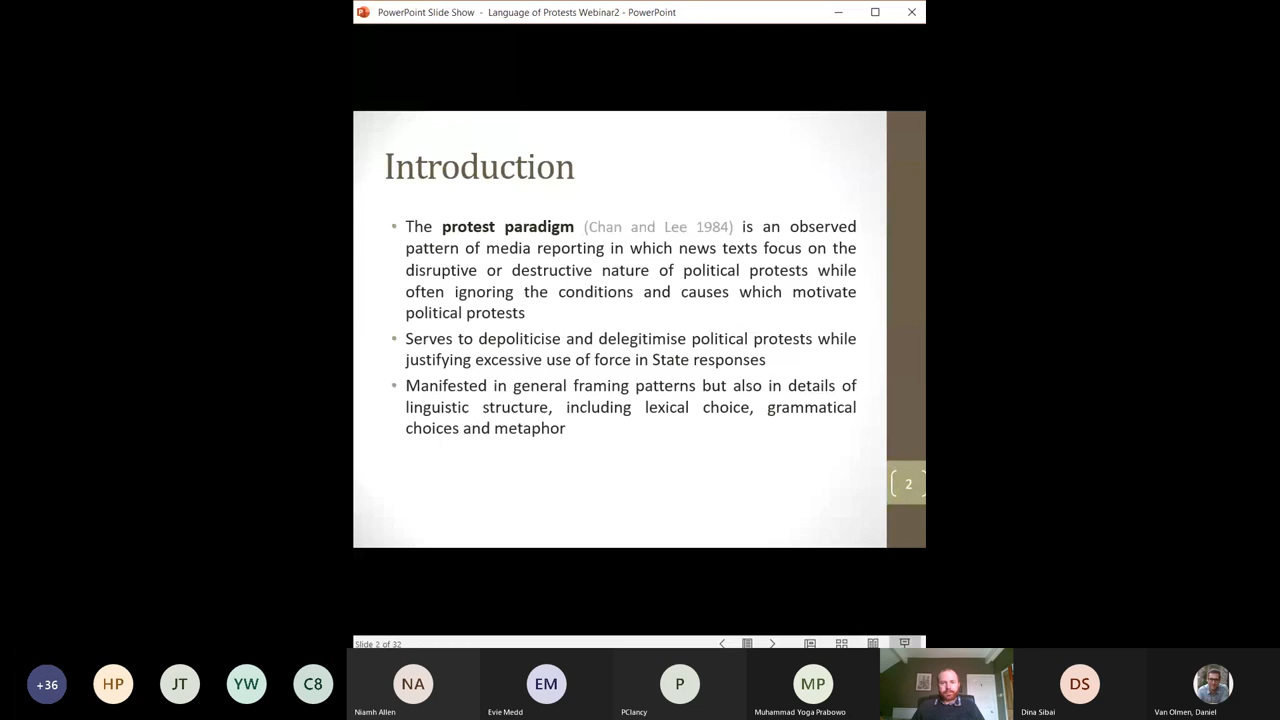 PowerPoint Slide Show - Language of Protests Webinar2 - PowerPoint
Introduction
• The protest paradigm (Chan and Lee 1984) is an observed
pattern of media reporting in which news texts focus on the
disruptive or destructive nature of political protests while
often ignoring the conditions and causes which motivate
political protests
• Serves to depoliticise and delegitimise political protests while
justifying excessive use of force in State responses
• Manifested in general framing patterns but also in details of
linguistic structure, including lexical choice, grammatical
choices and metaphor
2
Slide 2 of 32
+36
HP
JT
YW
C8
NA
EM
P
MP
DS
Niamh Allen
Evie Medd
PClancy
Muhammad Yoga Prabowo
Dina Sibai
Van Olmen, Daniel